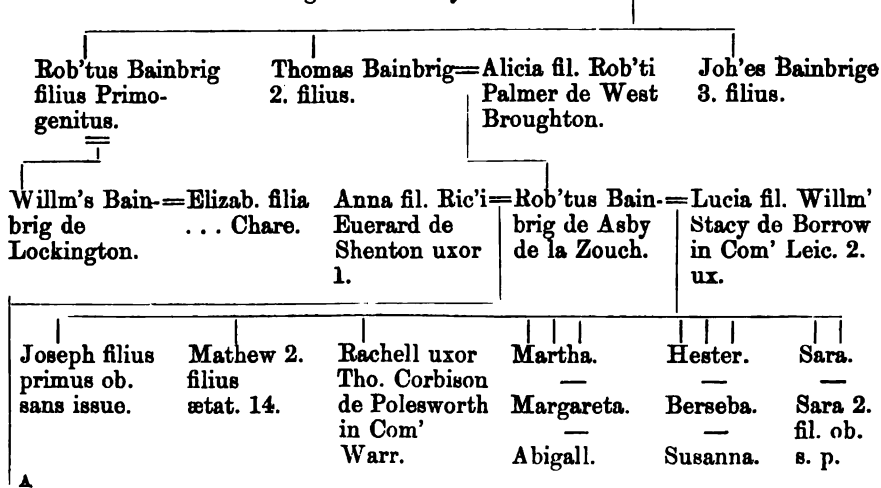 Rob'tus Bainbrig
filius Primo-
genitus.
Thomas Bainbrig=
2. filius.
Alicia fil. Rob'ti
Palmer de West
Broughton.
Joh'es Bainbrige
3. filius.
Willm's Bain-=
brig de
Lockington.
Elizab. filia
... Chare.
Anna fil. Ric'i=
Euerard de
Shenton uxor
1.
Rob'tus Bain-=
brig de Asby
de la Zouch.
Lucia fil. Willm'
Stacy de Borrow
in Com' Leic. 2.
ux.
Joseph filius
primus ob.
sans issue.
Mathew 2.
filius
ætat. 14.
Rachell uxor
Tho. Corbison
de Polesworth
in Com'
Warr.
Martha.
—
Margareta.
—
Abigall.
Hester.
—
Berseba.
—
Susanna.
Sara.
—
Sara 2.
fil. ob.
s. p.
A